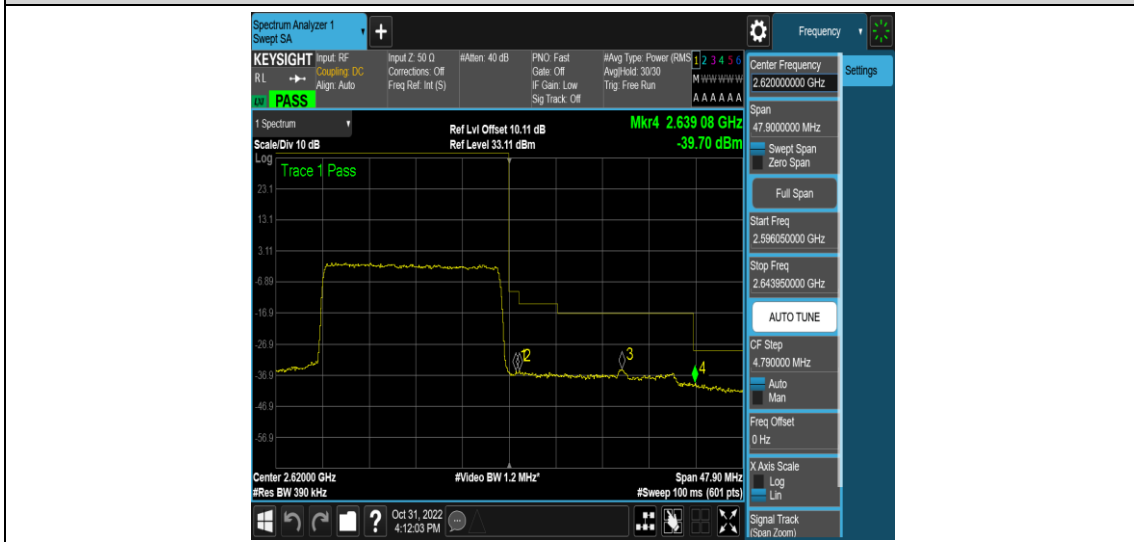 Spectrum Analyzer 1
Swept SA
+
Frequency
KEYSIGHT
R L
LXI
PASS
Input: RF
Coupling: DC
Align: Auto
Input Z: 50 Ω
Corrections: Off
Freq Ref: Int (S)
#Atten: 40 dB
PNO: Fast
Gate: Off
IF Gain: Low
Sig Track: Off
#Avg Type: Power (RMS
Avg|Hold: 30/30
Trig: Free Run
1 2 3 4 5 6
M W W W W W
A A A A A A
1 Spectrum
Scale/Div 10 dB
Ref Lvl Offset 10.11 dB
Ref Level 33.11 dBm
Mkr4 2.639 08 GHz
-39.70 dBm
Log
Trace 1 Pass
23.1
13.1
3.11
-6.89
-16.9
-26.9
-36.9
-46.9
-56.9
2
3
4
Center 2.62000 GHz
#Res BW 390 kHz
#Video BW 1.2 MHz*
Span 47.90 MHz
#Sweep 100 ms (601 pts)
Center Frequency
2.620000000 GHz
Settings
Span
47.9000000 MHz
Swept Span
Zero Span
Full Span
Start Freq
2.596050000 GHz
Stop Freq
2.643950000 GHz
AUTO TUNE
CF Step
4.790000 MHz
Auto
Man
Freq Offset
0 Hz
X Axis Scale
Log
Lin
Signal Track
(Span Zoom)
?
Oct 31, 2022
4:12:03 PM